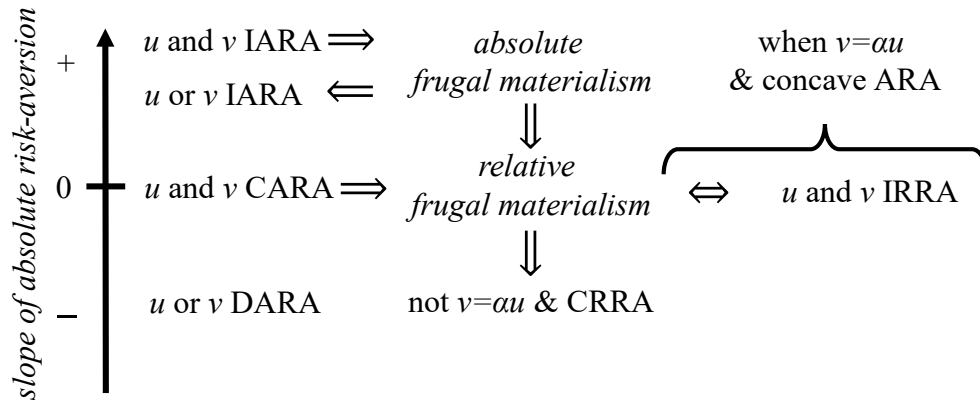 slope of absolute risk-aversion
+
0
–
u and v IARA ⇒
u or v IARA ⇐
absolute
frugal materialism
⇓
when v=αu
& concave ARA
u and v CARA ⇒
relative
frugal materialism
⇔ u and v IRRA
⇓
u or v DARA
not v=αu & CRRA